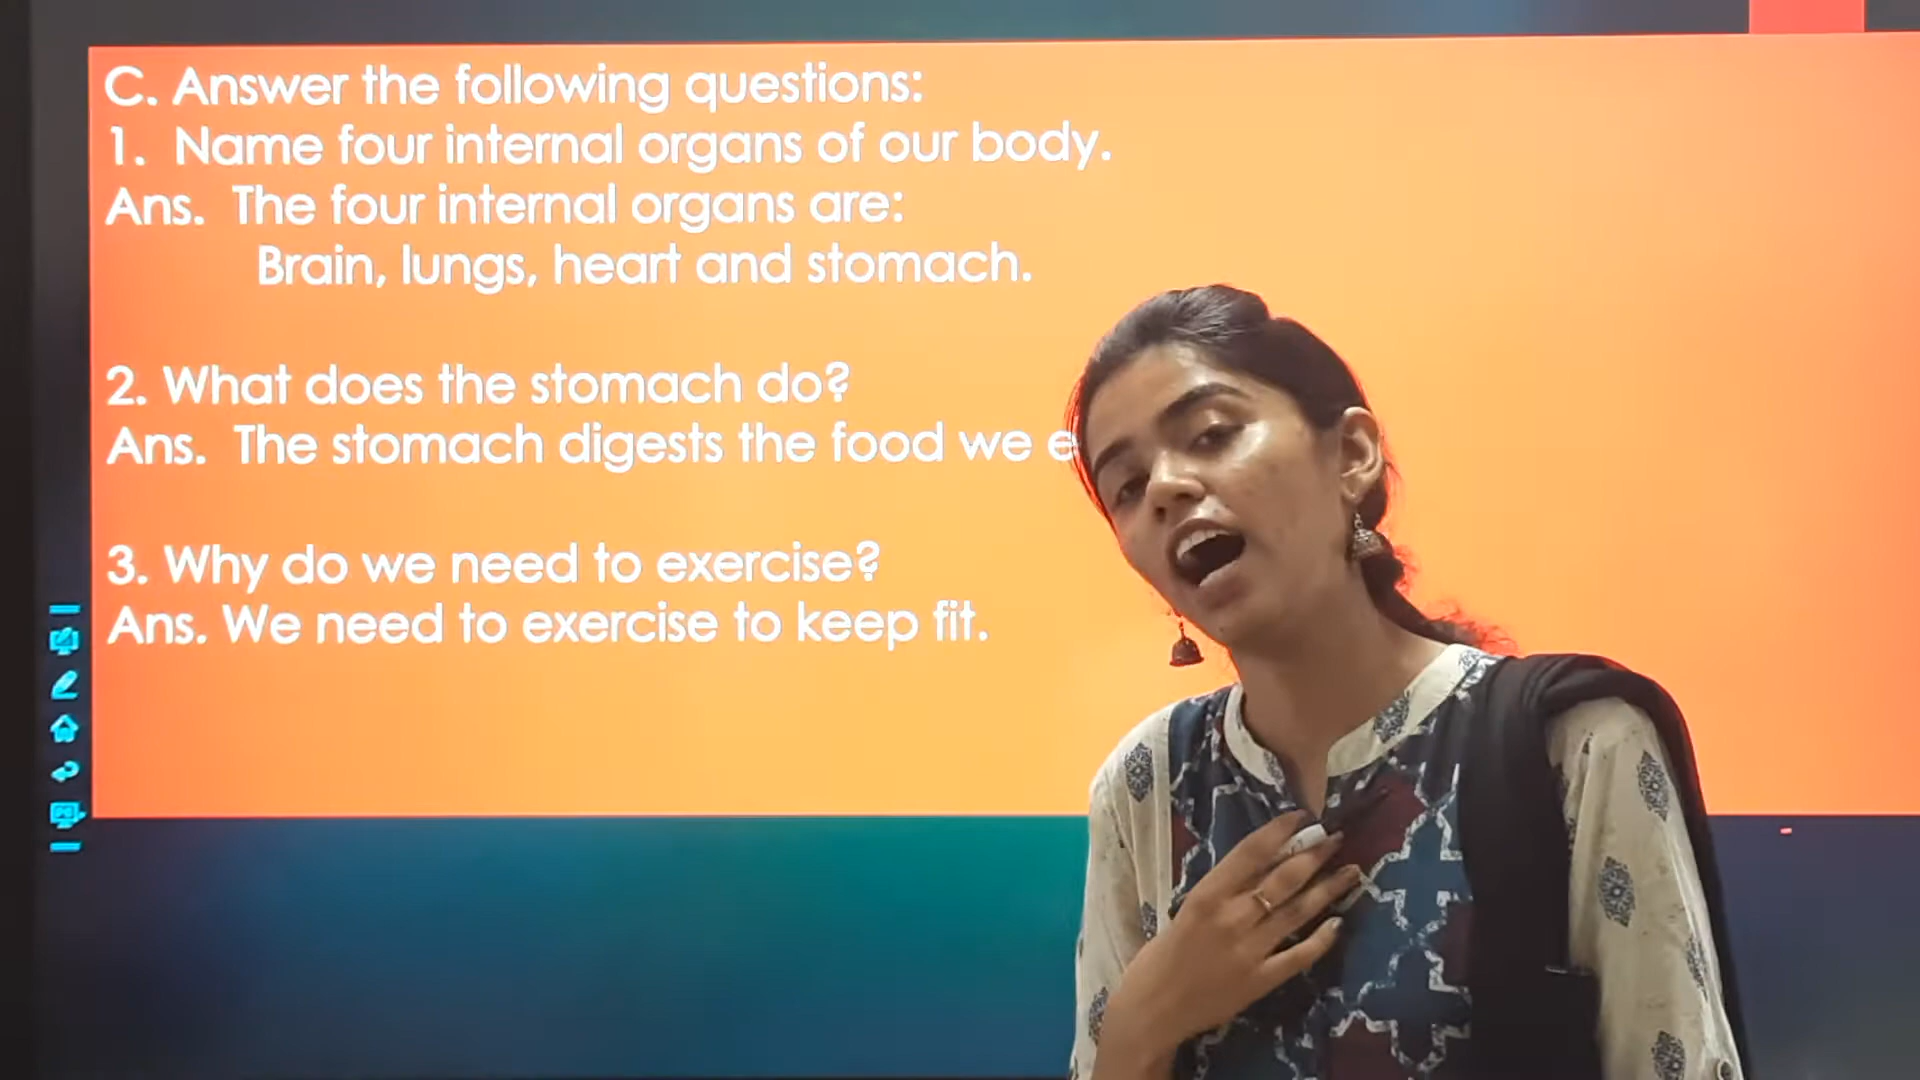 C. Answer the following questions:
1. Name four internal organs of our body.
Ans. The four internal organs are:
Brain, lungs, heart and stomach.
2. What does the stomach do?
Ans. The stomach digests the food we
3. Why do we need to exercise?
Ans. We need to exercise to keep fit.